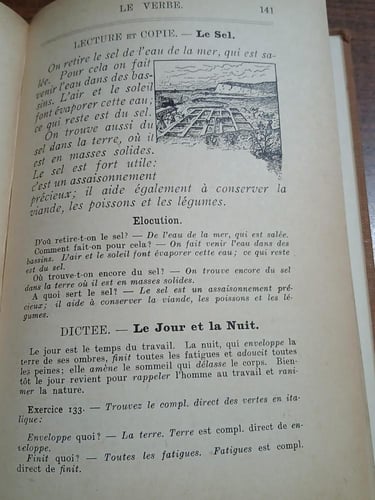 LE VERBE. 141
LECTURE ET COPIE. — Le Sel.
On retire le sel de l'eau de la mer, qui est sa-
lée. Pour cela on fait
venir l'eau dans des bas-
sins. L'air et le soleil
font évaporer cette eau;
ce qui reste est du sel.
On trouve aussi du
sel dans la terre, où il
est en masses solides.
Le sel est fort utile:
c'est un assaisonnement
précieux; il aide également à conserver la
viande, les poissons et les légumes.
Elocution.
D'où retire-t-on le sel? — De l'eau de la mer, qui est salée.
Comment fait-on pour cela? — On fait venir l'eau dans des
bassins. L'air et le soleil font évaporer cette eau; ce qui reste
est du sel.
Où trouve-t-on encore du sel? — On trouve encore du sel
dans la terre où il est en masses solides.
A quoi sert le sel? — Le sel est un assaisonnement pré-
cieux; il aide à conserver la viande, les poissons et les lé-
gumes.
DICTEE. — Le Jour et la Nuit.
Le jour est le temps du travail. La nuit, qui enveloppe la
terre de ses ombres, finit toutes les fatigues et adoucit toutes
les peines; elle amène le sommeil qui délasse le corps. Bien-
tôt le jour revient pour rappeler l'homme au travail et rani-
mer la nature.
Exercice 133. — Trouvez le compl. direct des vertes en ita-
lique:
Enveloppe quoi? — La terre. Terre est compl. direct de en-
veloppe.
Finit quoi? — Toutes les fatigues. Fatigues est compl.
direct de finit.